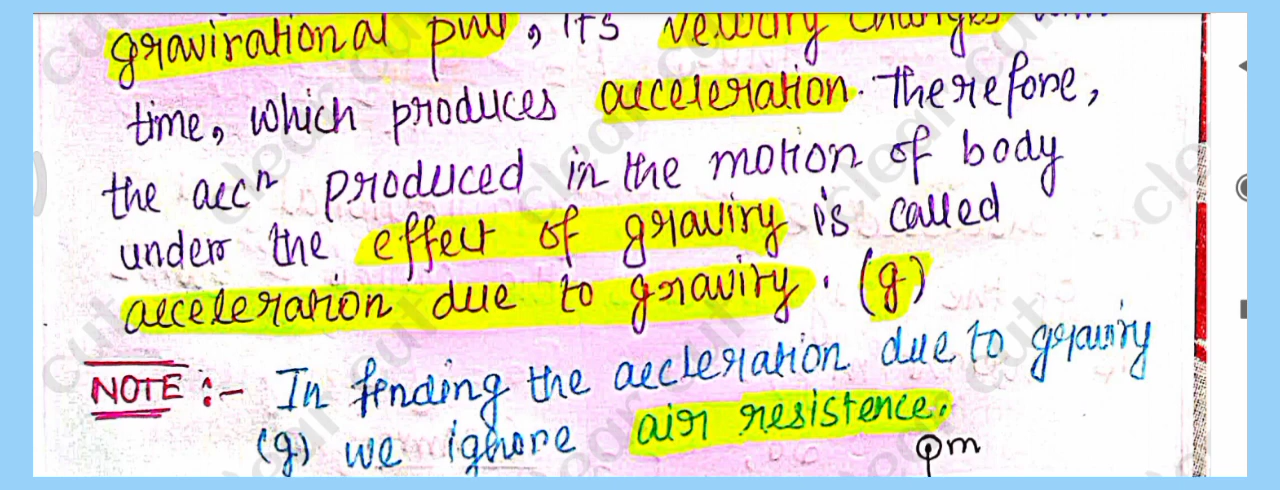 gravitational pull, its velocity changes
time, which produces acceleration. Therefore,
the accⁿ produced in the motion of body
under the effect of gravity is called
acceleration due to gravity. (g)
NOTE :- In finding the accleration due to gravity
(g) we ignore air resistence.
m